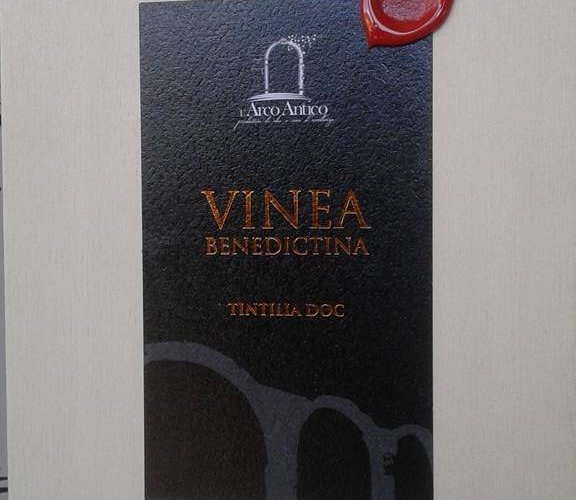 L'Arco Antico
VINEA
BENEDICTINA
TINTILIA DOC